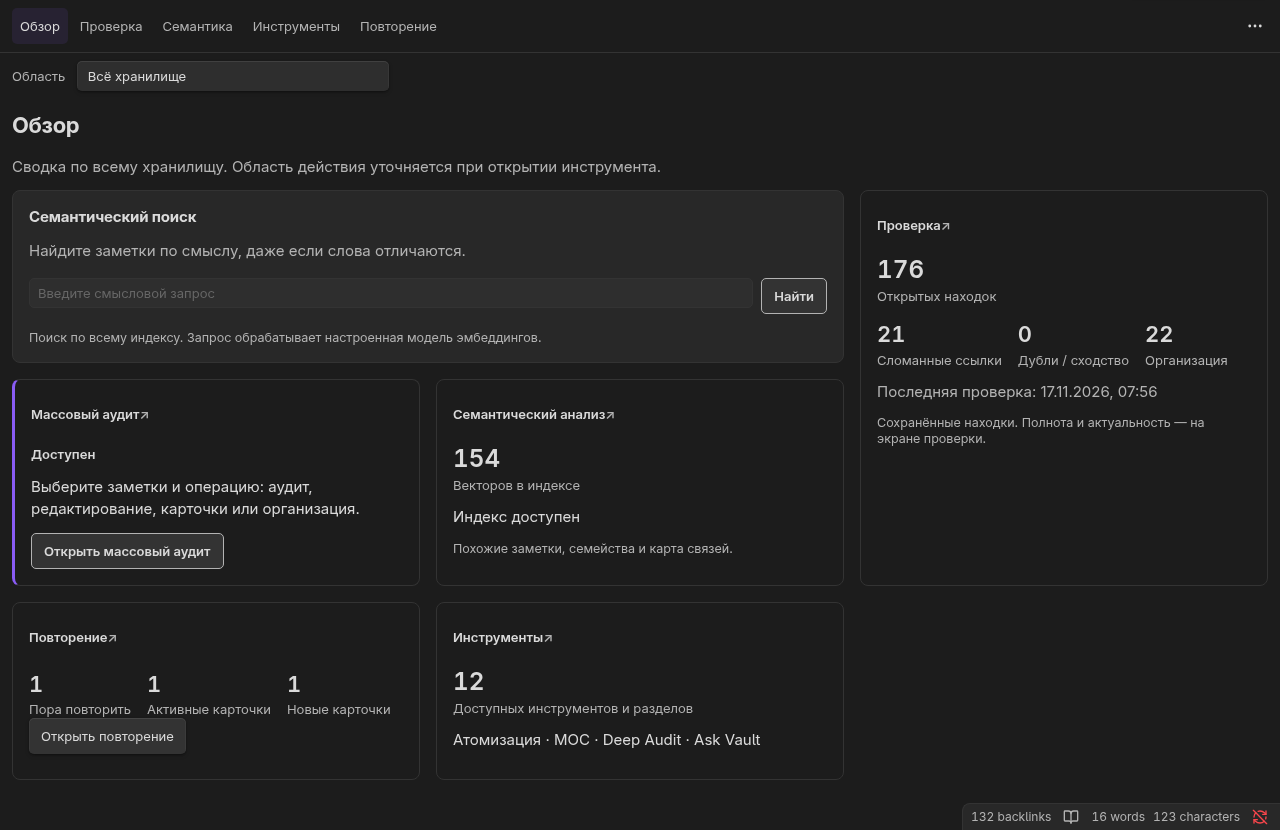 Обзор Проверка Семантика Инструменты Повторение
Область Всё хранилище
Обзор
Сводка по всему хранилищу. Область действия уточняется при открытии инструмента.
Семантический поиск
Найдите заметки по смыслу, даже если слова отличаются.
Введите смысловой запрос
Найти
Поиск по всему индексу. Запрос обрабатывает настроенная модель эмбеддингов.
Проверка↗
176
Открытых находок
21 0 22
Сломанные ссылки Дубли / сходство Организация
Последняя проверка: 17.11.2026, 07:56
Сохранённые находки. Полнота и актуальность — на
экране проверки.
Массовый аудит↗
Доступен
Выберите заметки и операцию: аудит,
редактирование, карточки или организация.
Открыть массовый аудит
Семантический анализ↗
154
Векторов в индексе
Индекс доступен
Похожие заметки, семейства и карта связей.
Повторение↗
1 1 1
Пора повторить Активные карточки Новые карточки
Открыть повторение
Инструменты↗
12
Доступных инструментов и разделов
Атомизация · MOC · Deep Audit · Ask Vault
132 backlinks 16 words 123 characters